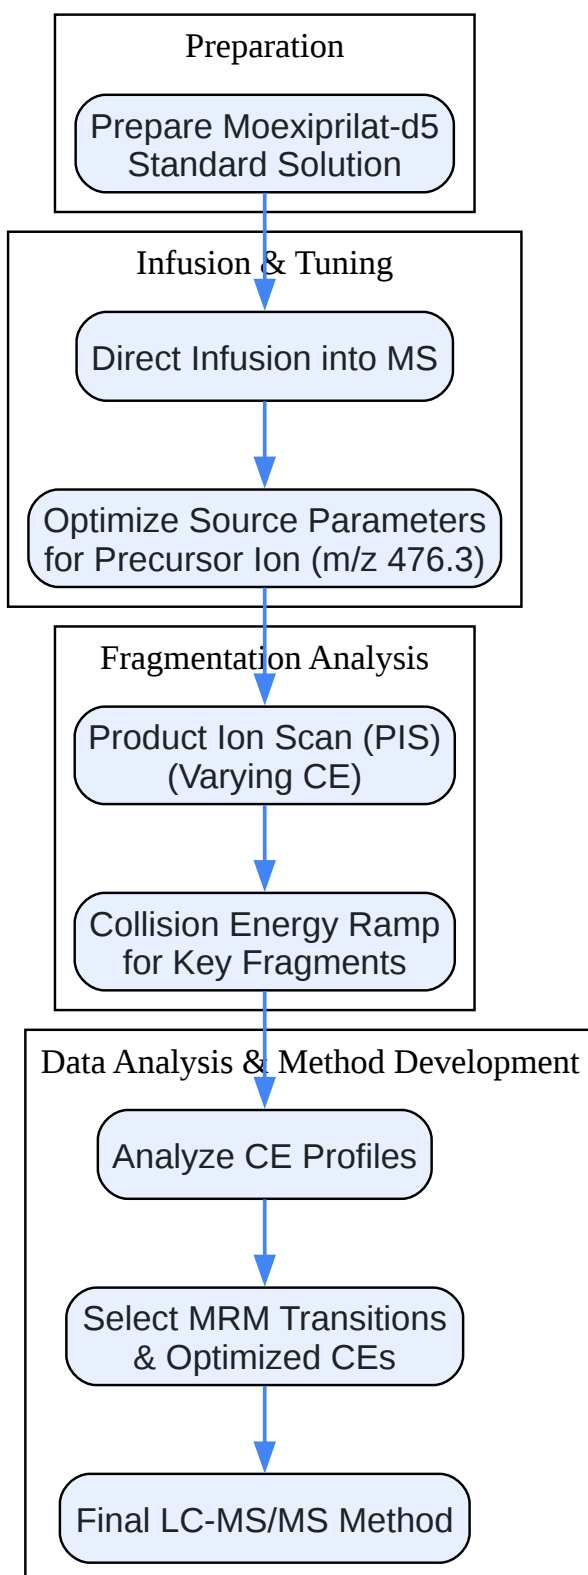 Preparation
Prepare Moexiprilat-d5
Standard Solution
Infusion & Tuning
Direct Infusion into MS
Optimize Source Parameters
for Precursor Ion (m/z 476.3)
Fragmentation Analysis
Product Ion Scan (PIS)
(Varying CE)
Collision Energy Ramp
for Key Fragments
Data Analysis & Method Development
Analyze CE Profiles
Select MRM Transitions
& Optimized CEs
Final LC-MS/MS Method